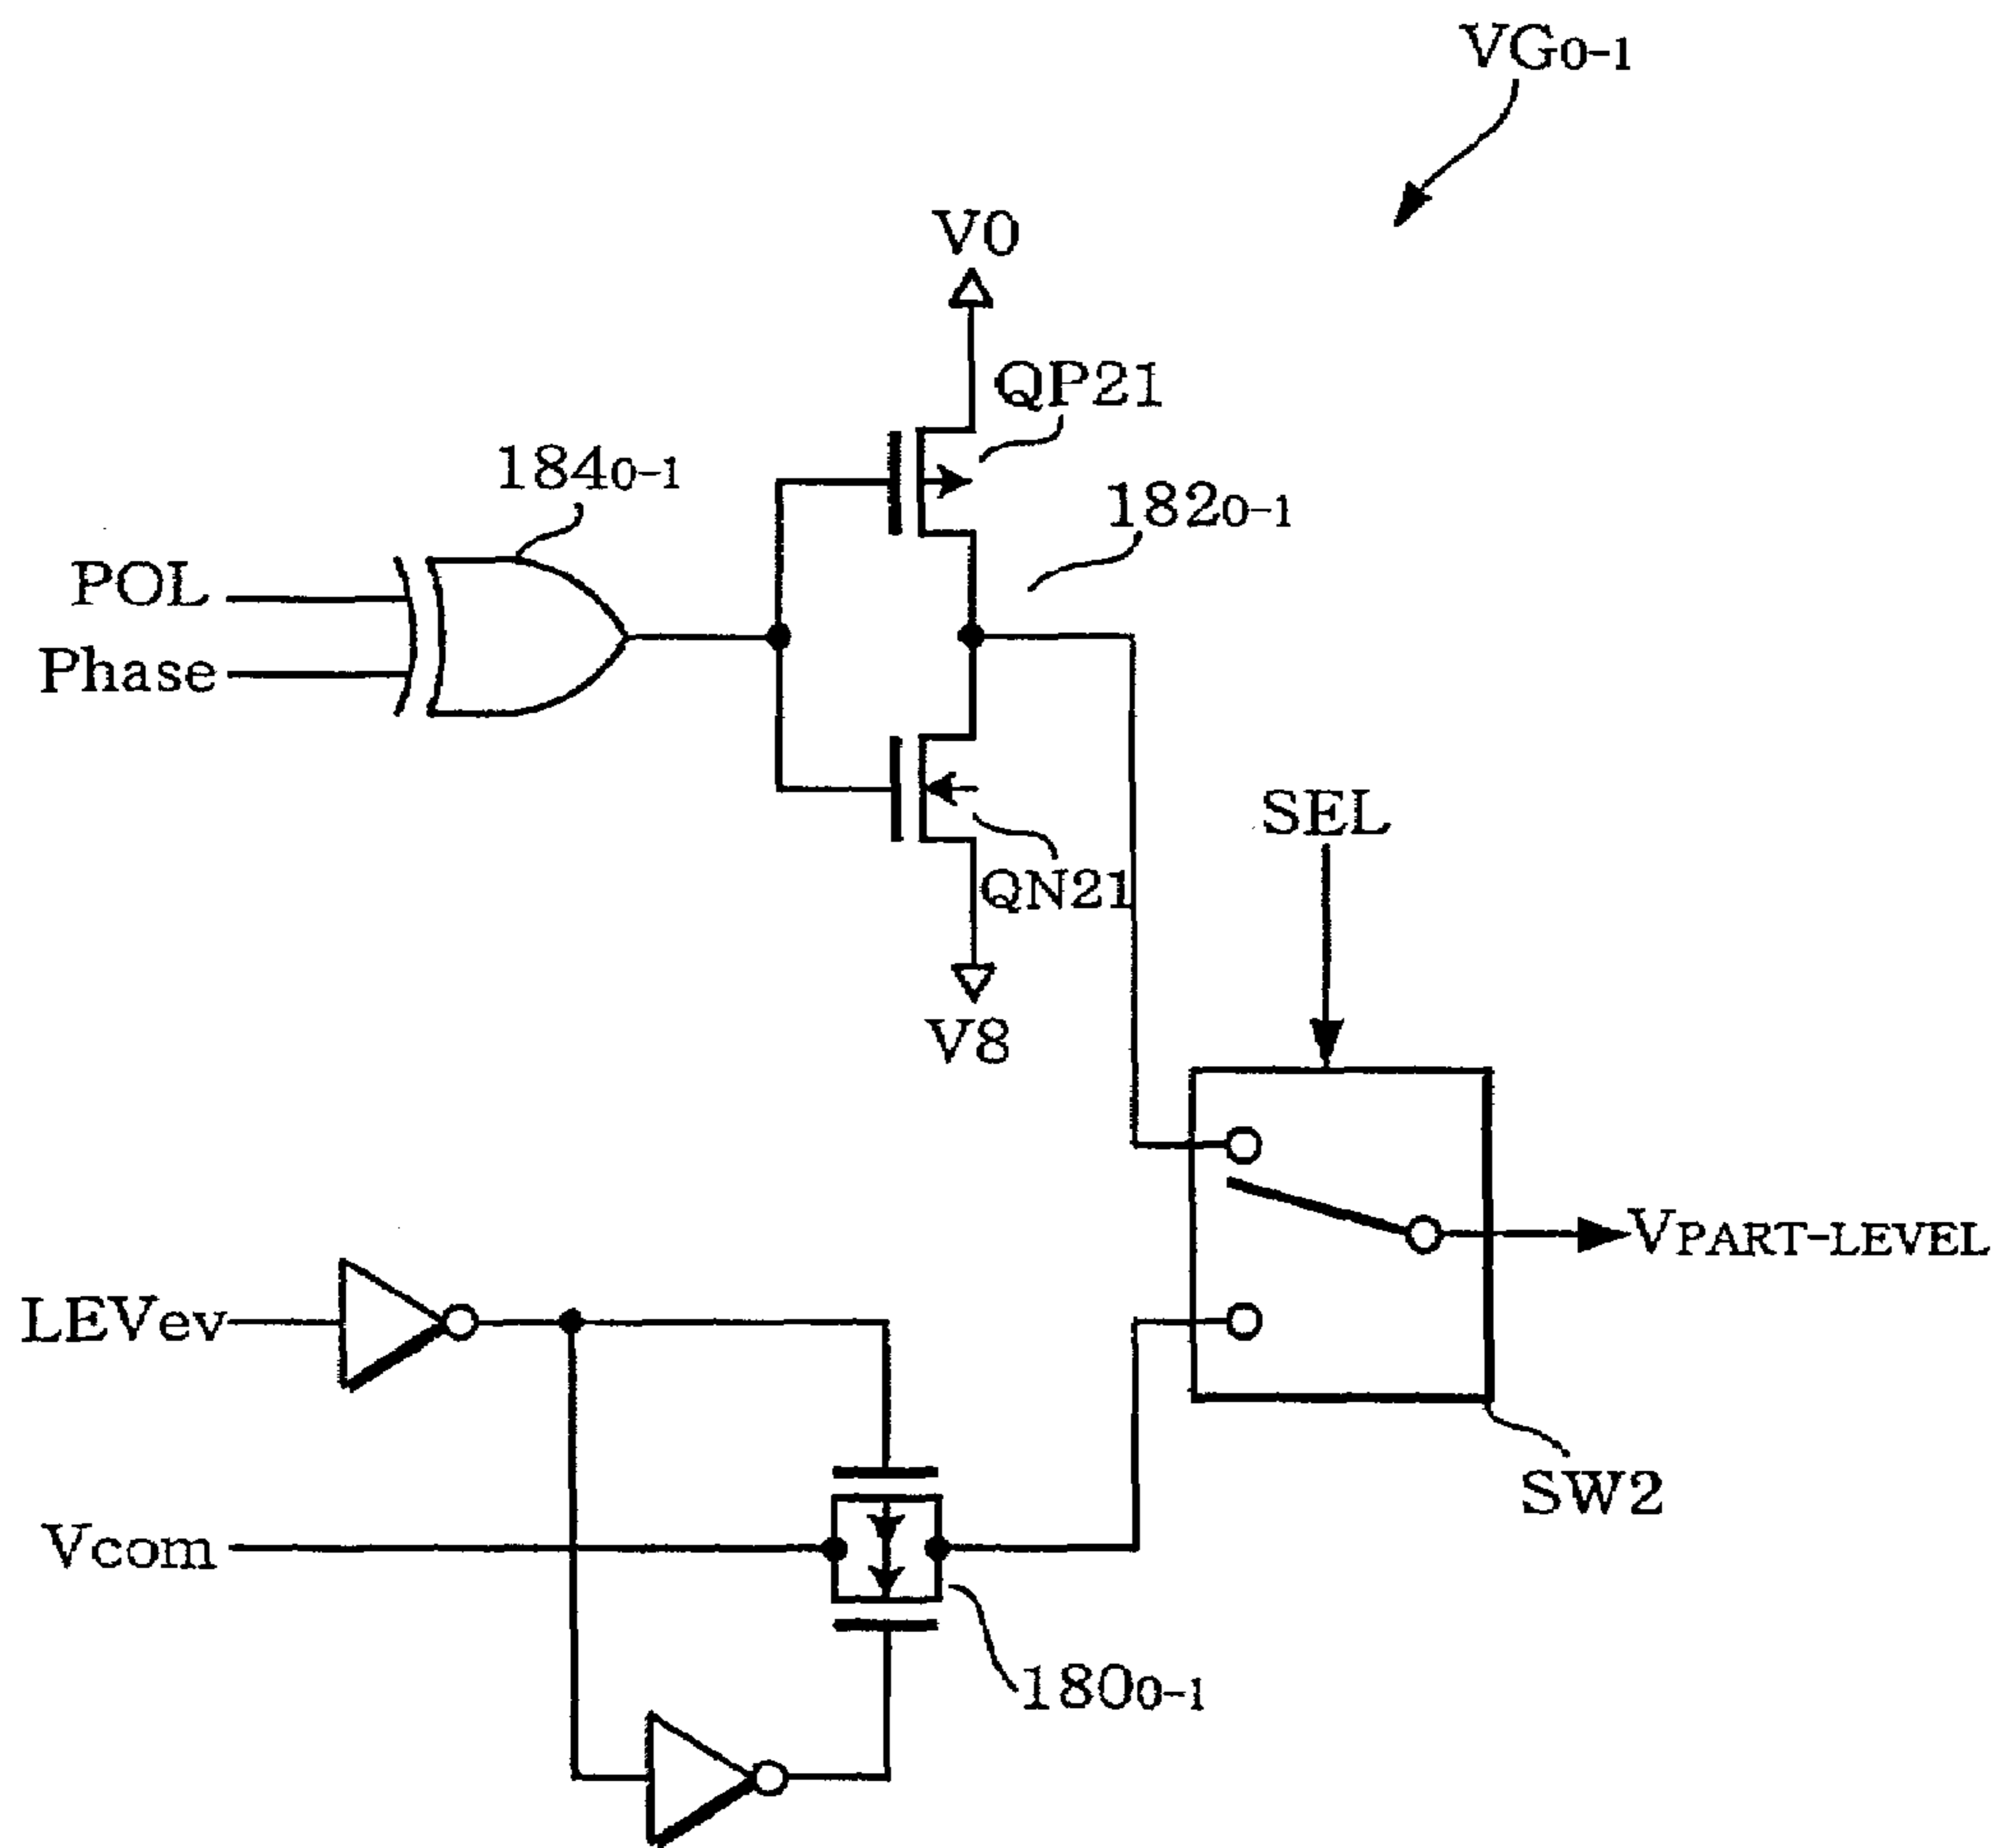 VG0-1
V0
QP21
1840-1
1820-1
POL
Phase
SEL
QN21
V8
VPART-LEVEL
LEVev
SW2
Vcom
1800-1